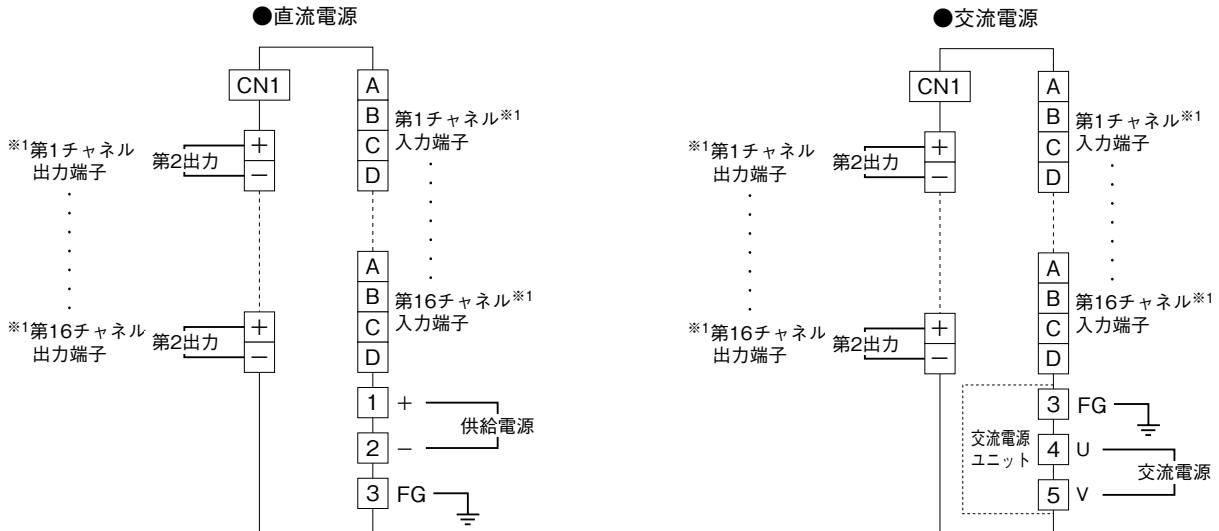 ●直流電源
CN1
A
B
C
D
第1チャネル※1
入力端子
※1第1チャネル
出力端子
第2出力
+
−
A
B
C
D
第16チャネル※1
入力端子
※1第16チャネル
出力端子
第2出力
+
−
1 +
2 −
供給電源
3 FG
●交流電源
CN1
A
B
C
D
第1チャネル※1
入力端子
※1第1チャネル
出力端子
第2出力
+
−
A
B
C
D
第16チャネル※1
入力端子
※1第16チャネル
出力端子
第2出力
+
−
交流電源
ユニット
3 FG
4 U
5 V
交流電源